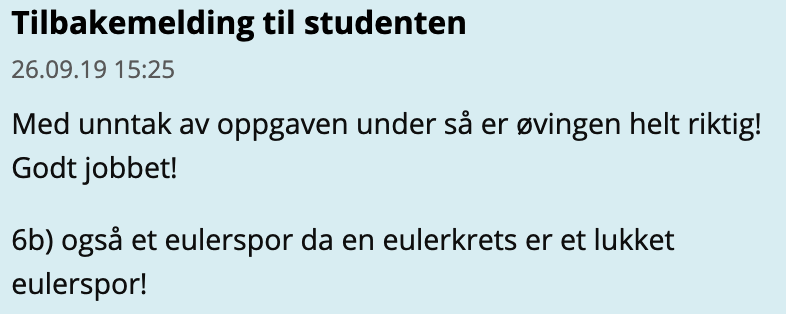 Tilbakemelding til studenten
26.09.19 15:25
Med unntak av oppgaven under så er øvingen helt riktig!
Godt jobbet!
6b) også et eulerspor da en eulerkrets er et lukket
eulerspor!